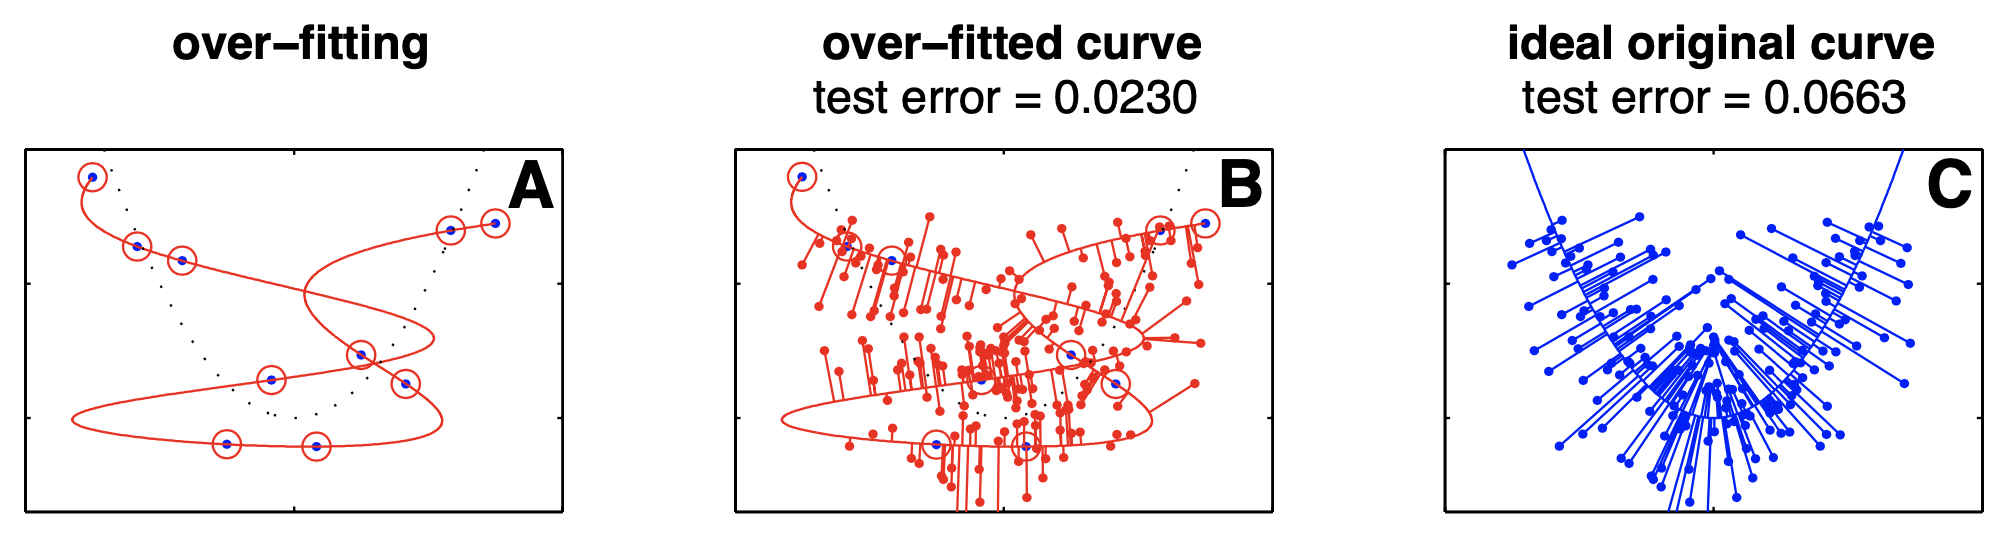 over-fitting
over-fitted curve
test error = 0.0230
ideal original curve
test error = 0.0663
A
B
C